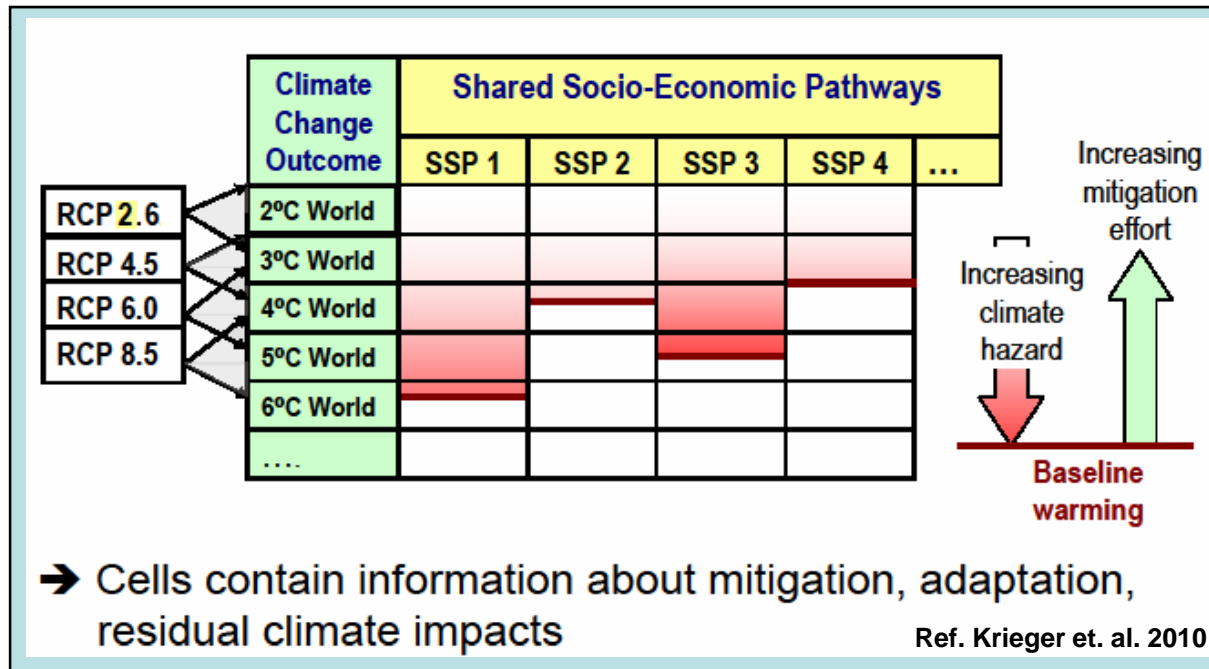 Climate
Change
Outcome
Shared Socio-Economic Pathways
SSP 1
SSP 2
SSP 3
SSP 4
...
RCP 2.6
RCP 4.5
RCP 6.0
RCP 8.5
2ºC World
3ºC World
4ºC World
5ºC World
6ºC World
....
Increasing
climate
hazard
Increasing
mitigation
effort
Baseline
warming
➔ Cells contain information about mitigation, adaptation,
residual climate impacts
Ref. Krieger et. al. 2010